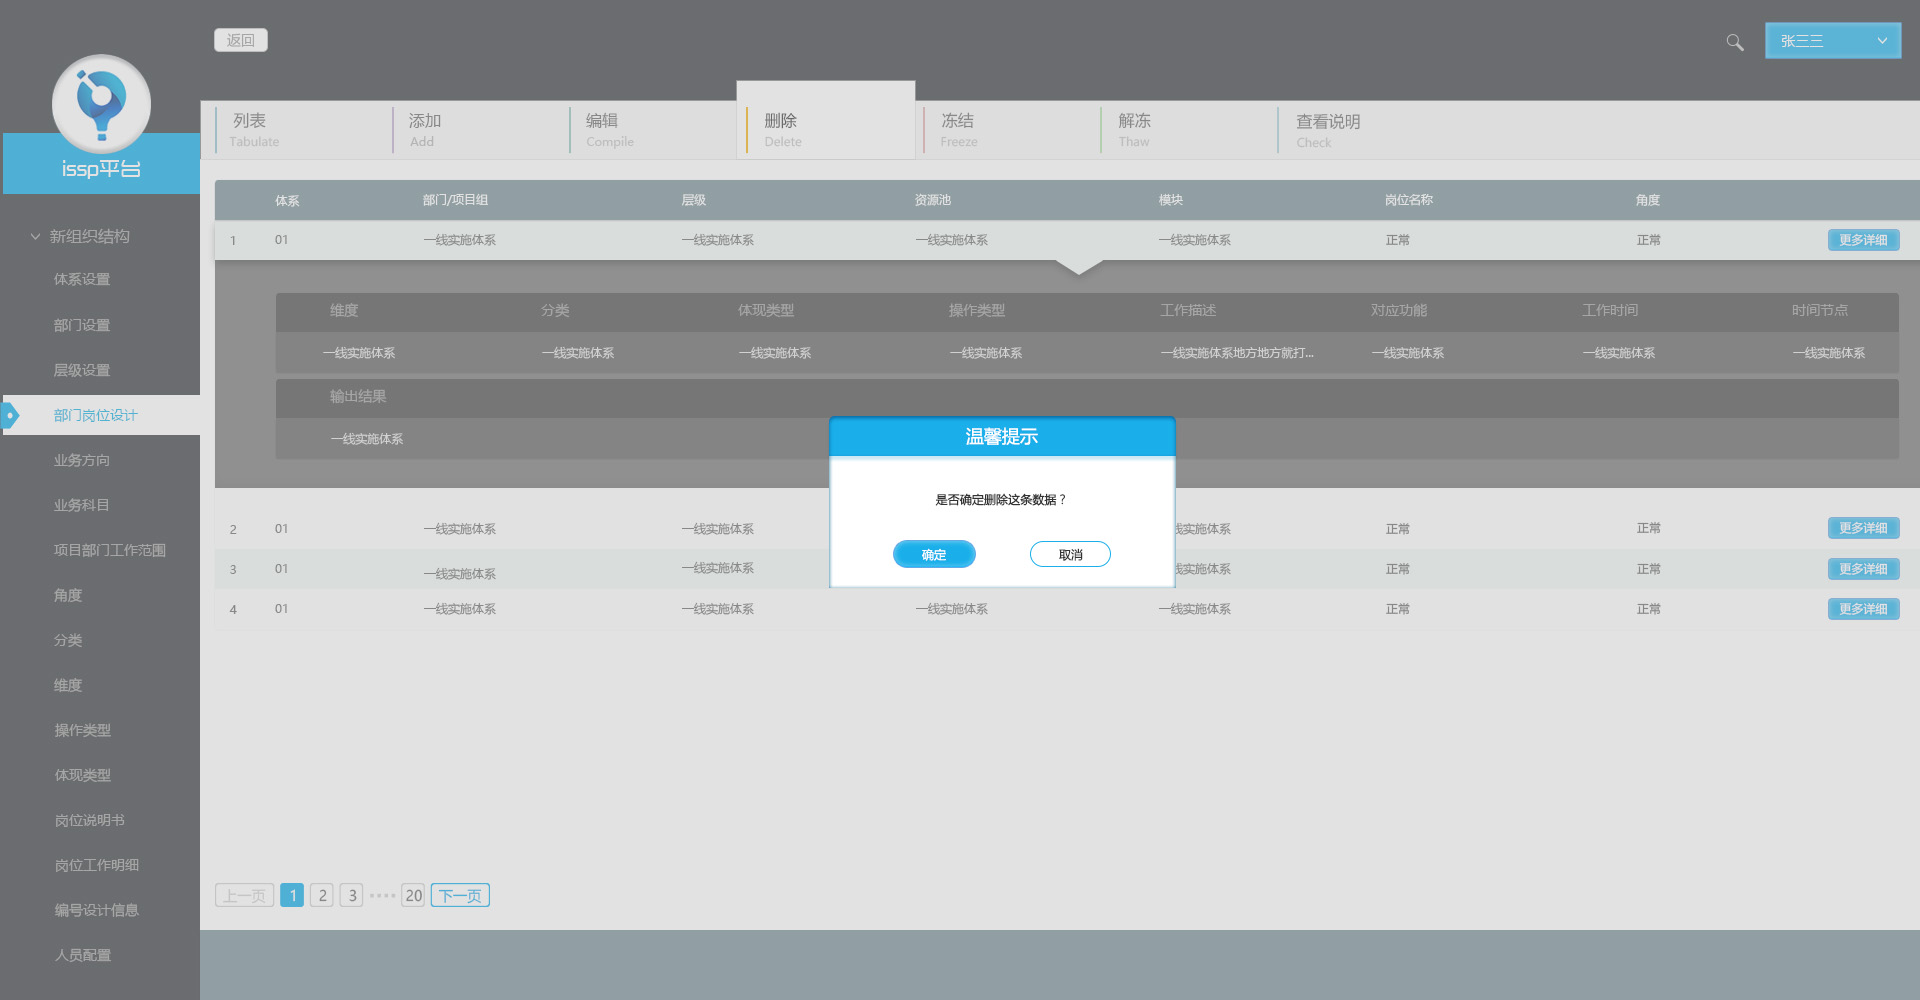 返回
张三三
issp平台
列表 添加 编辑 删除 冻结 解冻 查看说明
Tabulate Add Compile Delete Freeze Thaw Check
新组织结构
体系设置
部门设置
层级设置
部门岗位设计
业务方向
业务科目
项目部门工作范围
角度
分类
维度
操作类型
体现类型
岗位说明书
岗位工作明细
编号设计信息
人员配置
体系 部门/项目组 层级 资源池 模块 岗位名称 角度
1 01 一线实施体系 一线实施体系 一线实施体系 一线实施体系 正常 正常 更多详细
维度 分类 体现类型 操作类型 工作描述 对应功能 工作时间 时间节点
一线实施体系 一线实施体系 一线实施体系 一线实施体系 一线实施体系地方地方就打... 一线实施体系 一线实施体系 一线实施体系
输出结果
一线实施体系
温馨提示
是否确定删除这条数据？
确定 取消
2 01 一线实施体系 一线实施体系 线实施体系 正常 正常 更多详细
3 01 一线实施体系 一线实施体系 线实施体系 正常 正常 更多详细
4 01 一线实施体系 一线实施体系 一线实施体系 一线实施体系 正常 正常 更多详细
上一页 1 2 3 •••• 20 下一页